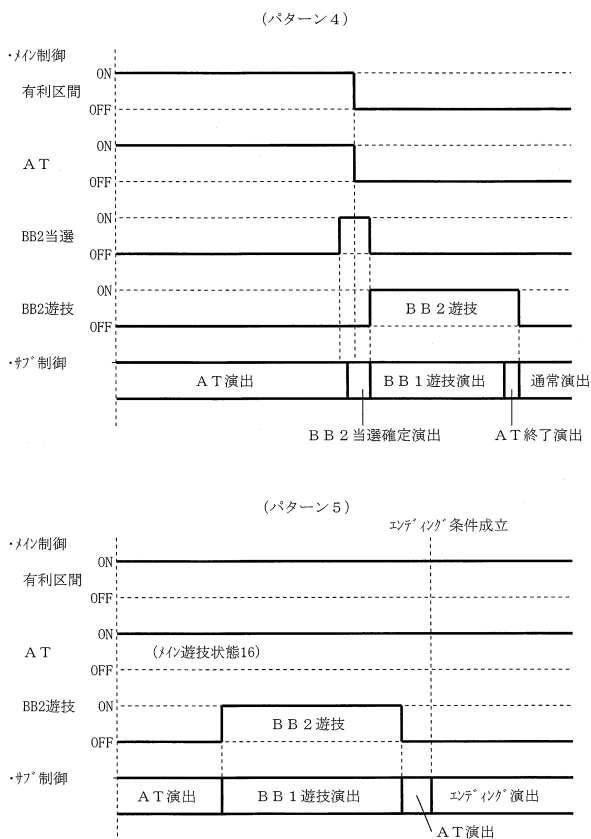 (パターン４)
・ﾒｲﾝ制御
ON
有利区間
OFF
ON
ＡＴ
OFF
ON
BB2当選
OFF
ON
BB2遊技
ＢＢ２遊技
OFF
・ｻﾌﾞ制御
ＡＴ演出
ＢＢ１遊技演出
通常演出
ＢＢ２当選確定演出
ＡＴ終了演出
(パターン５)
ｴﾝﾃﾞｨﾝｸﾞ条件成立
・ﾒｲﾝ制御
ON
有利区間
OFF
ON
ＡＴ
(ﾒｲﾝ遊技状態16)
OFF
BB2遊技
ON
ＢＢ２遊技
OFF
・ｻﾌﾞ制御
ＡＴ演出
ＢＢ１遊技演出
ｴﾝﾃﾞｨﾝｸﾞ演出
ＡＴ演出